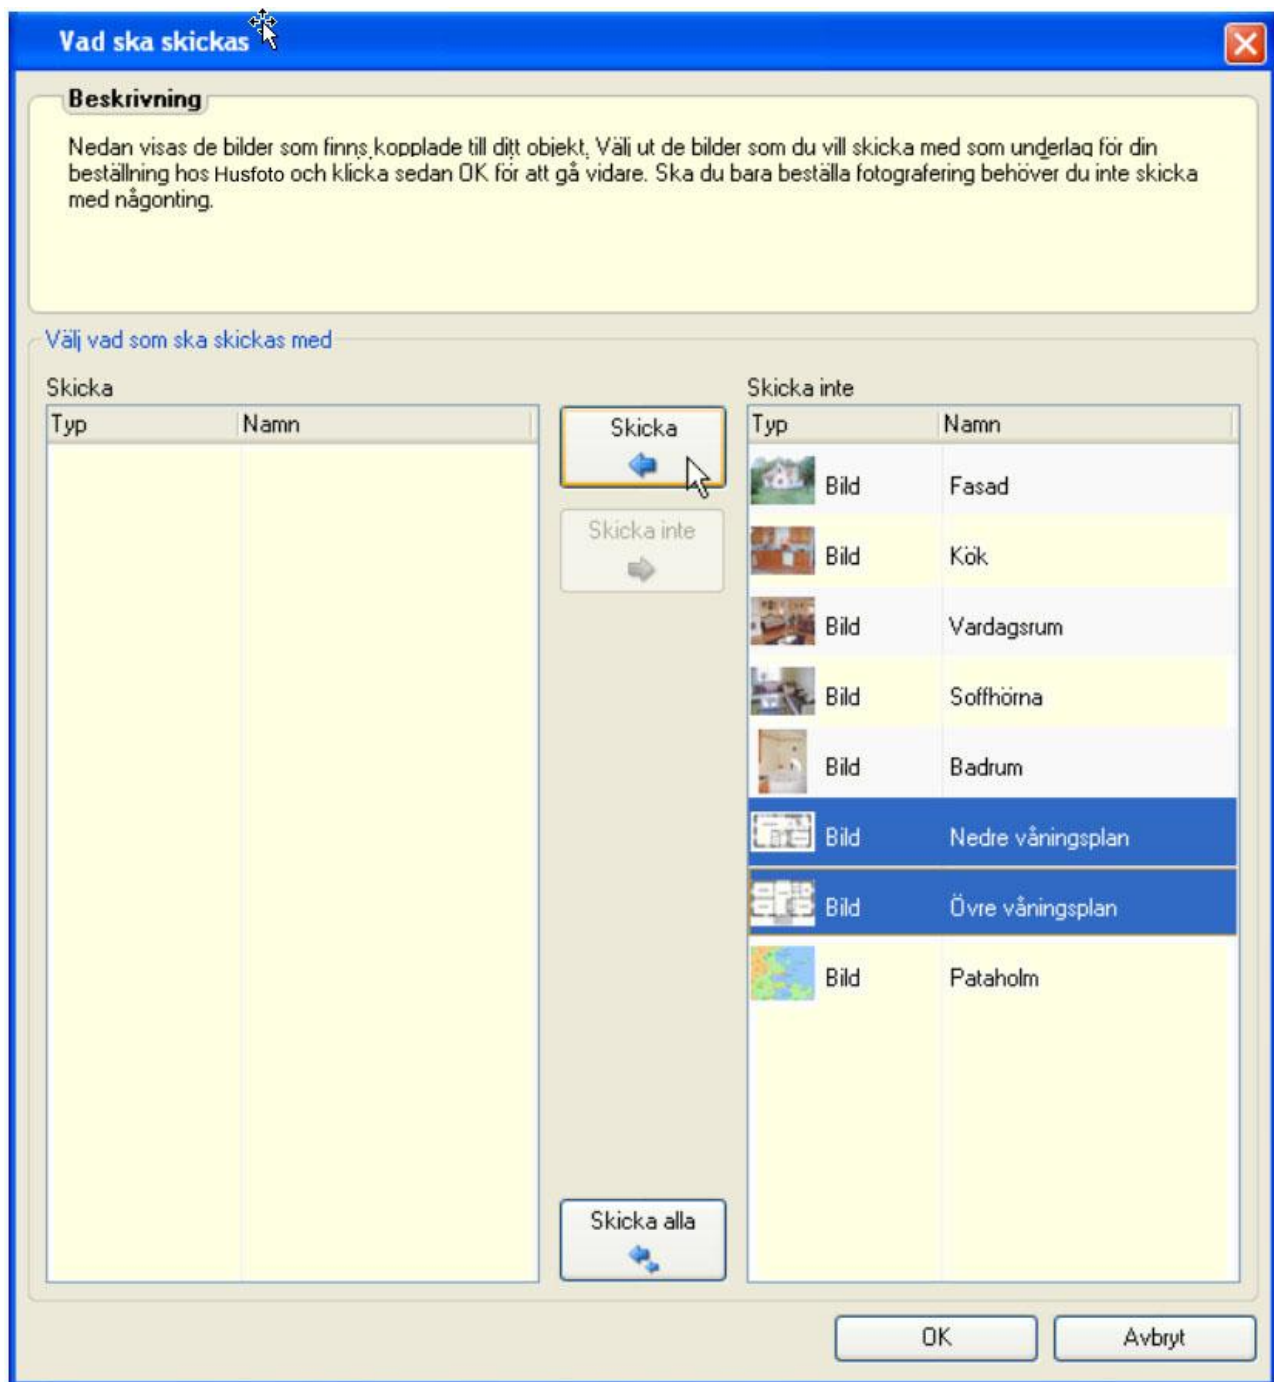 Vad ska skickas
Beskrivning
Nedan visas de bilder som finns kopplade till ditt objekt. Välj ut de bilder som du vill skicka med som underlag för din
beställning hos Husfoto och klicka sedan OK för att gå vidare. Ska du bara beställa fotografering behöver du inte skicka
med någonting.
Välj vad som ska skickas med
Skicka
Typ Namn
Skicka
Skicka inte
Skicka alla
Skicka inte
Typ Namn
Bild Fasad
Bild Kök
Bild Vardagsrum
Bild Soffhörna
Bild Badrum
Bild Nedre våningsplan
Bild Övre våningsplan
Bild Pataholm
OK Avbryt